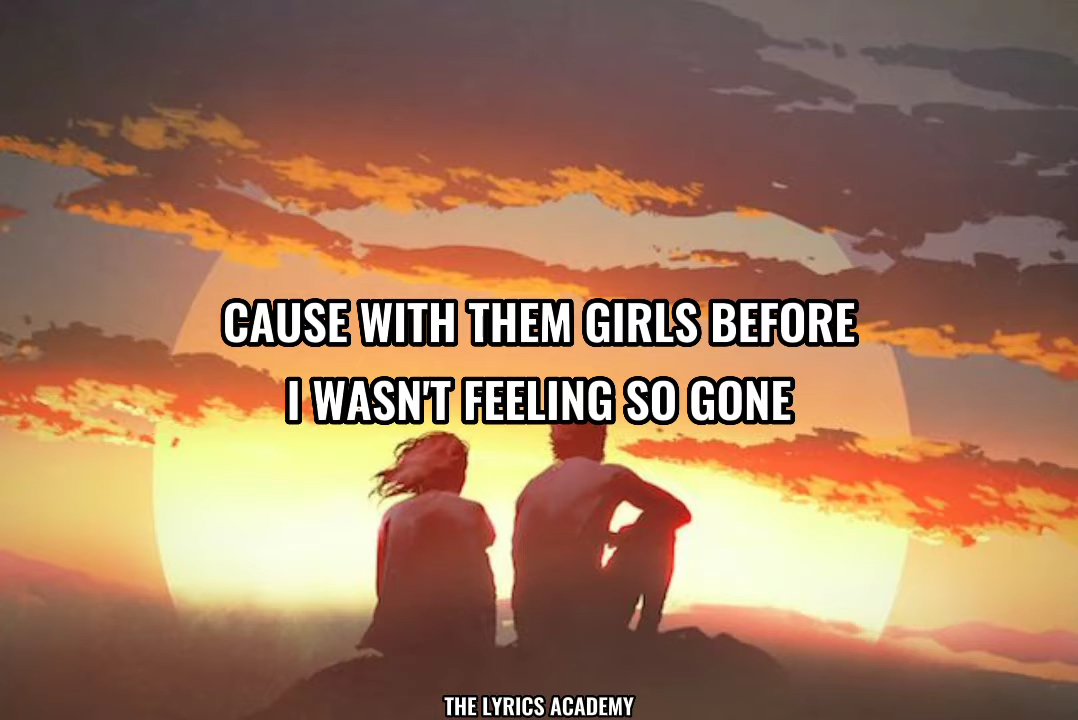 CAUSE WITH THEM GIRLS BEFORE
I WASN'T FEELING SO GONE
THE LYRICS ACADEMY